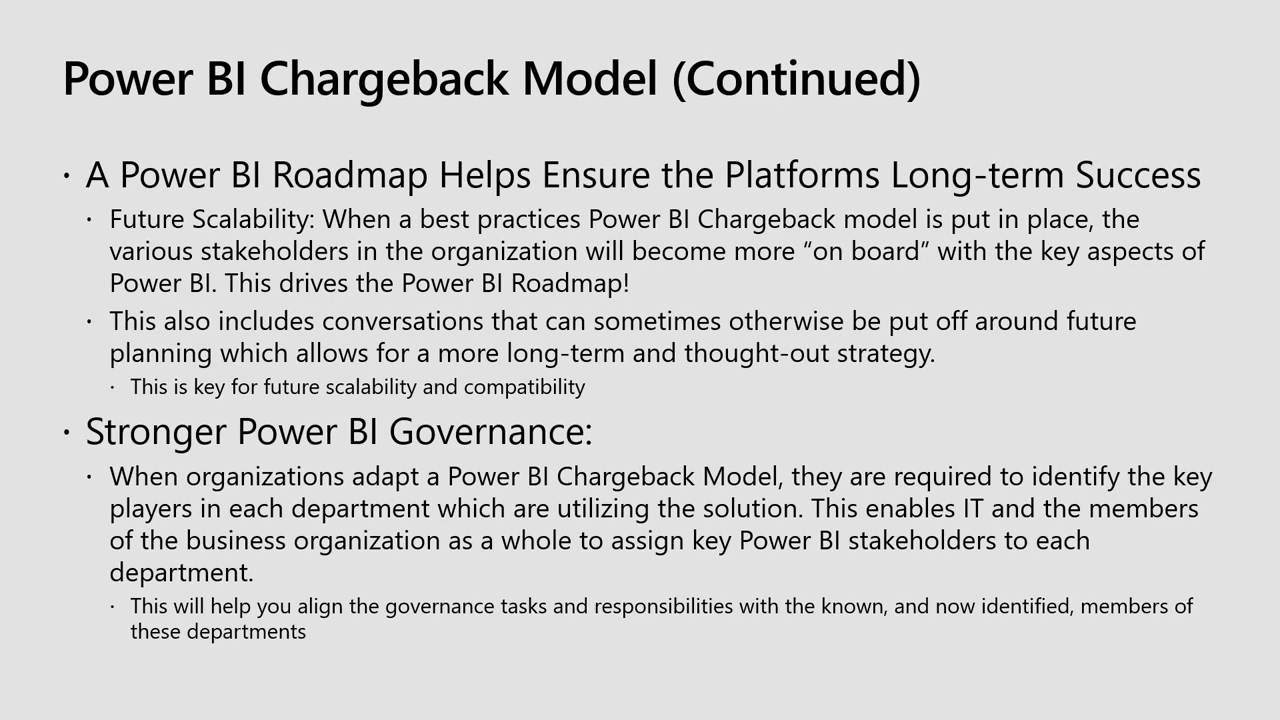 Power BI Chargeback Model (Continued)
• A Power BI Roadmap Helps Ensure the Platforms Long-term Success
• Future Scalability: When a best practices Power BI Chargeback model is put in place, the
various stakeholders in the organization will become more “on board” with the key aspects of
Power BI. This drives the Power BI Roadmap!
• This also includes conversations that can sometimes otherwise be put off around future
planning which allows for a more long-term and thought-out strategy.
• This is key for future scalability and compatibility
• Stronger Power BI Governance:
• When organizations adapt a Power BI Chargeback Model, they are required to identify the key
players in each department which are utilizing the solution. This enables IT and the members
of the business organization as a whole to assign key Power BI stakeholders to each
department.
• This will help you align the governance tasks and responsibilities with the known, and now identified, members of
these departments